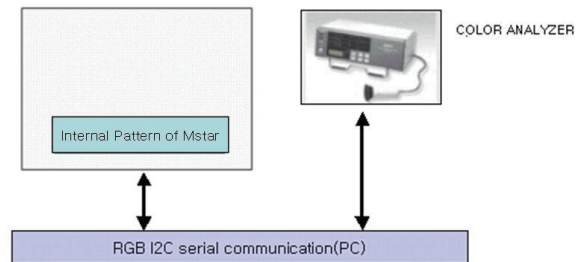 COLOR ANALYZER
Internal Pattern of Mstar
RGB I2C serial communication(PC)